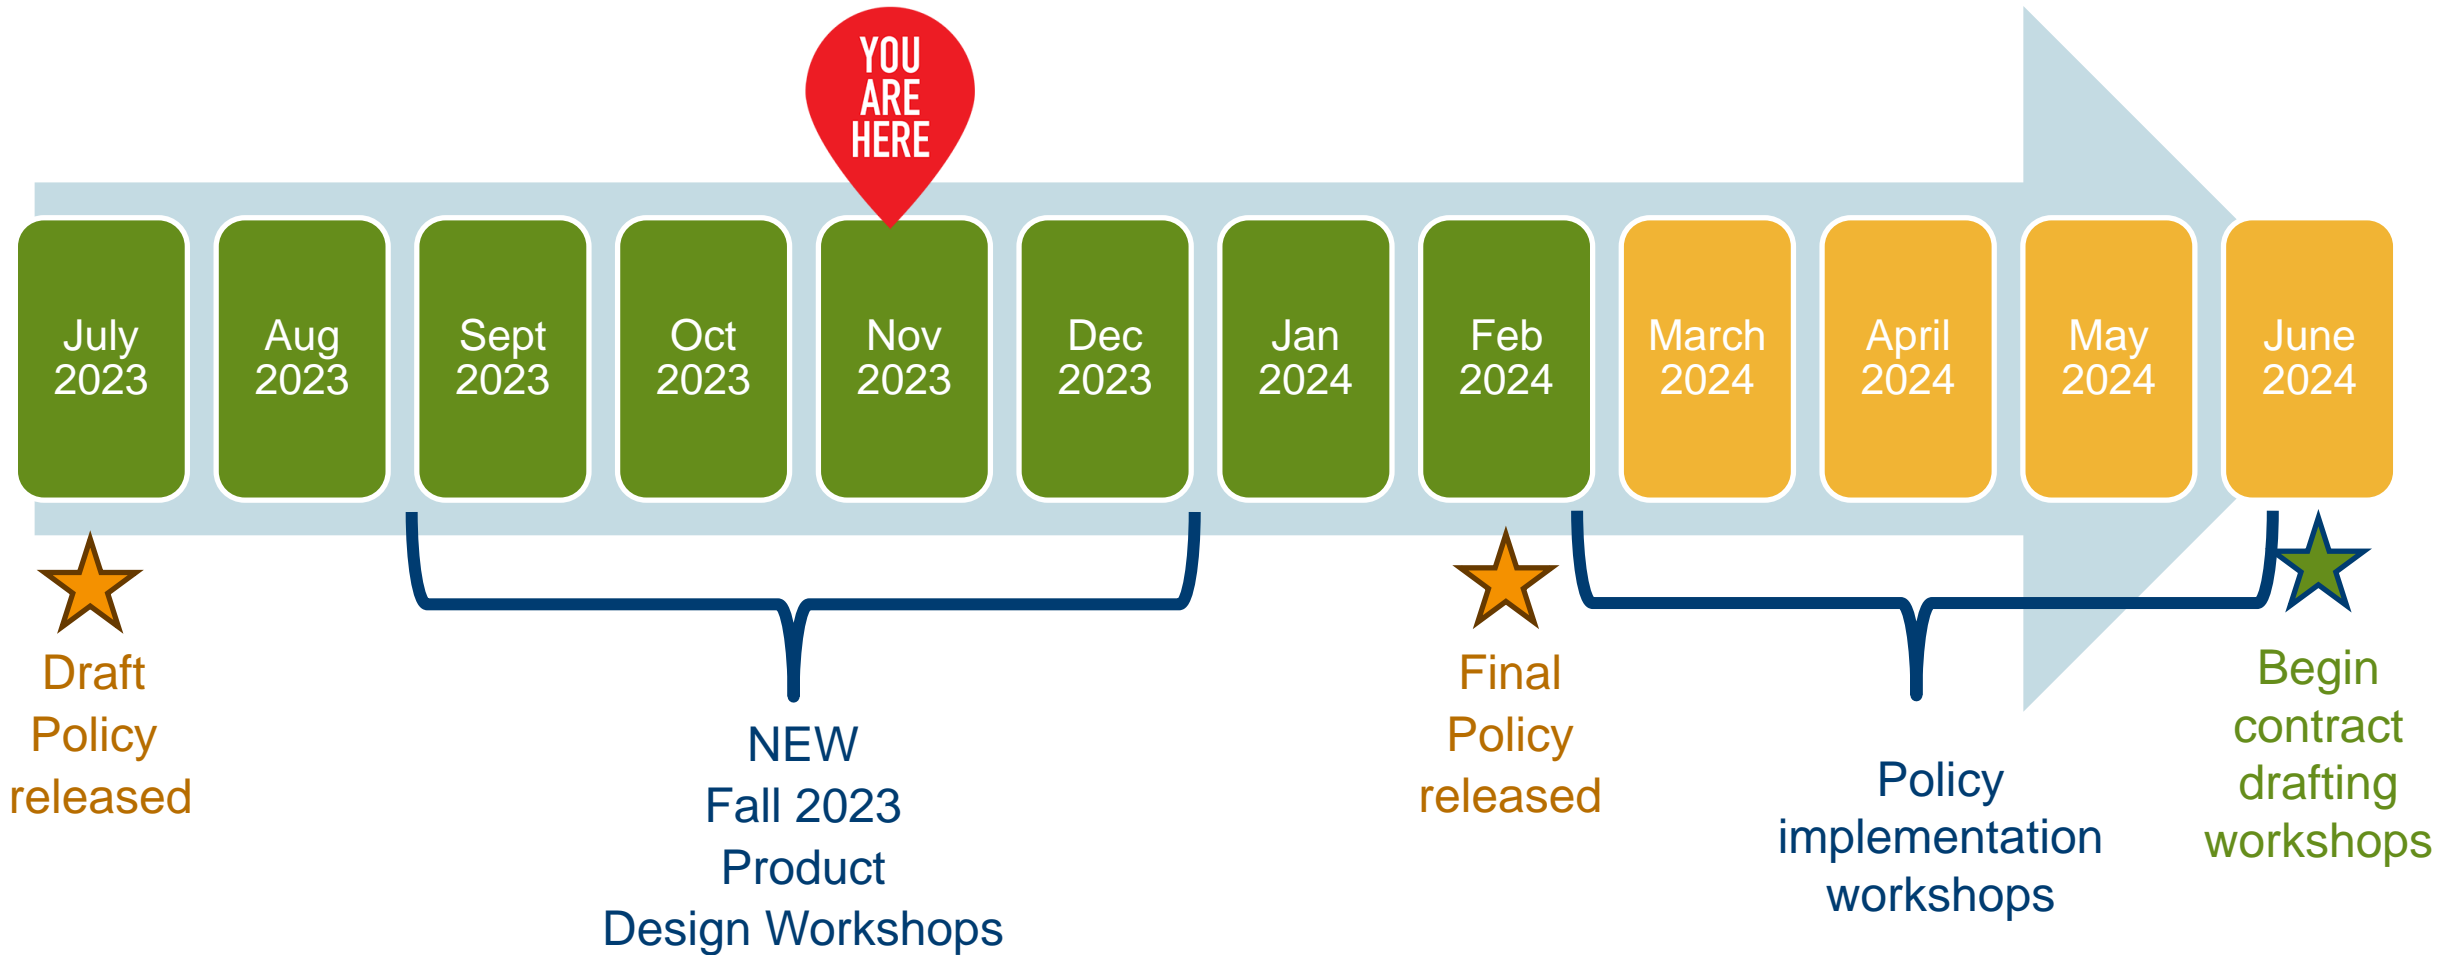 YOU
ARE
HERE
July
2023
Aug
2023
Sept
2023
Oct
2023
Nov
2023
Dec
2023
Jan
2024
Feb
2024
March
2024
April
2024
May
2024
June
2024
Draft
Policy
released
NEW
Fall 2023
Product
Design Workshops
Final
Policy
released
Policy
implementation
workshops
Begin
contract
drafting
workshops